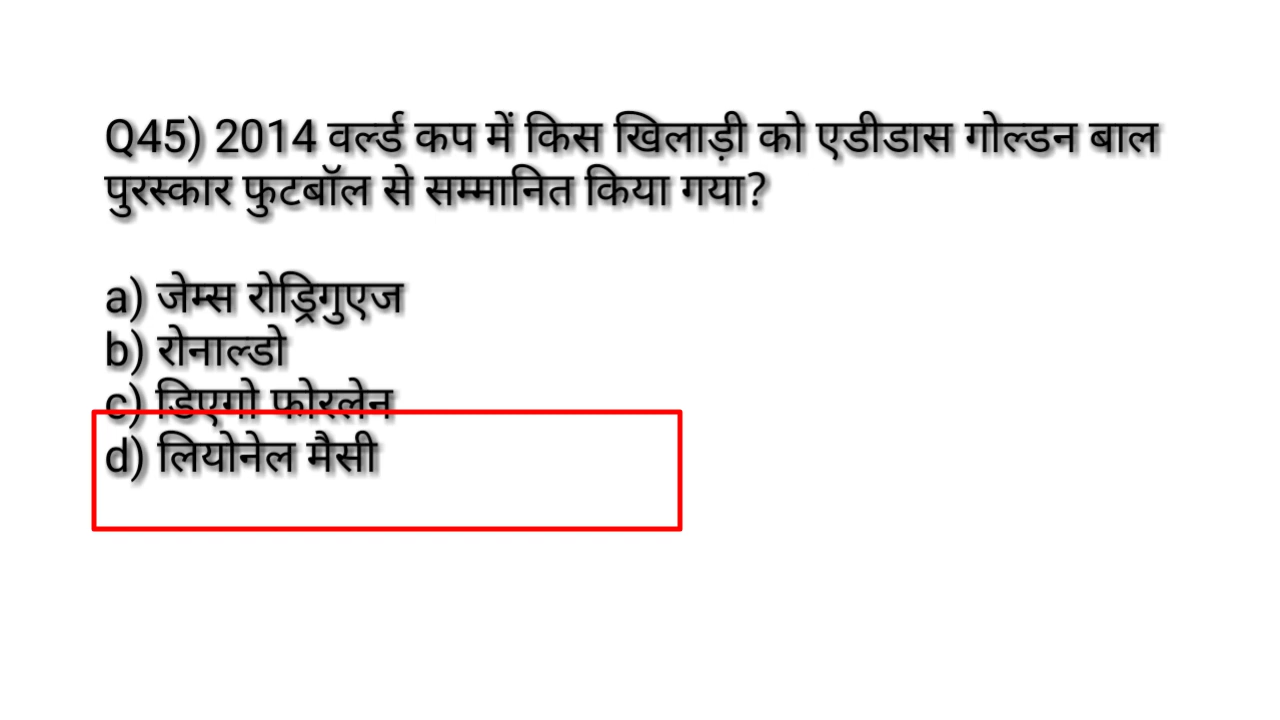 Q45) 2014 वर्ल्ड कप में किस खिलाड़ी को एडीडास गोल्डन बाल
पुरस्कार फुटबॉल से सम्मानित किया गया?
a) जेम्स रोड्रिगुएज
b) रोनाल्डो
c) डिएगो फोरलेन
d) लियोनेल मैसी